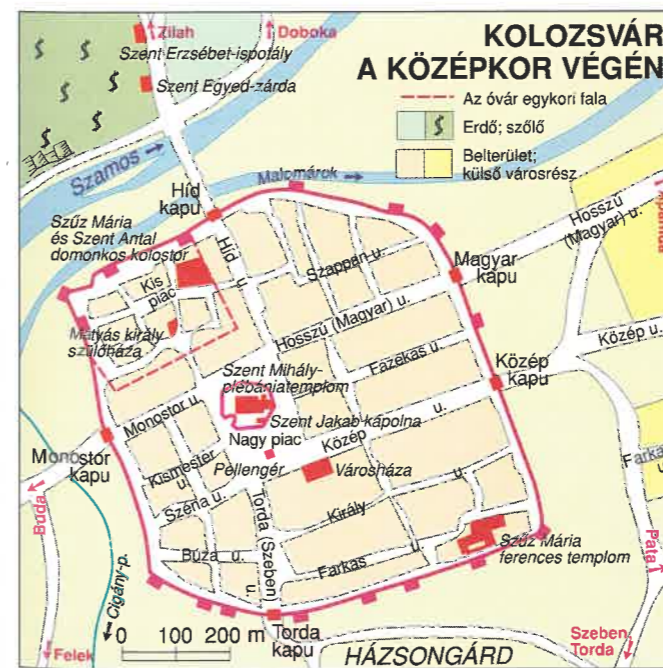 KOLOZSVÁR
A KÖZÉPKOR VÉGÉN
Az óvár egykori fala
Erdő; szőlő
Belterület;
külső városrész
Zilah
Doboka
Szent Erzsébet-ispotály
Szent Egyed-zárda
Szamos
Malomárok
Híd
kapu
Szűz Mária
és Szent Antal
domonkos kolostor
Híd u.
Kis
piac
Szappan u.
Hosszú
(Magyar) u.
Magyar
kapu
Mátyás király
szülőháza
Hosszú (Magyar) u.
Szent Mihály-
plébániatemplom
Fazekas u.
Közép u.
Közép
kapu
Monostor u.
Szent Jakab-kápolna
Nagy piac
Közép u.
Monostor
kapu
Kismester
u.
Pellengér
Városháza
Farkas u.
Széna u.
Buda
Torda (Szeben) u.
Király u.
Búza u.
Farkas u.
Szűz Mária
ferences templom
Pata
Cigány-p.
Felek
0 100 200 m
Torda
kapu
HÁZSONGÁRD
Szeben
Torda